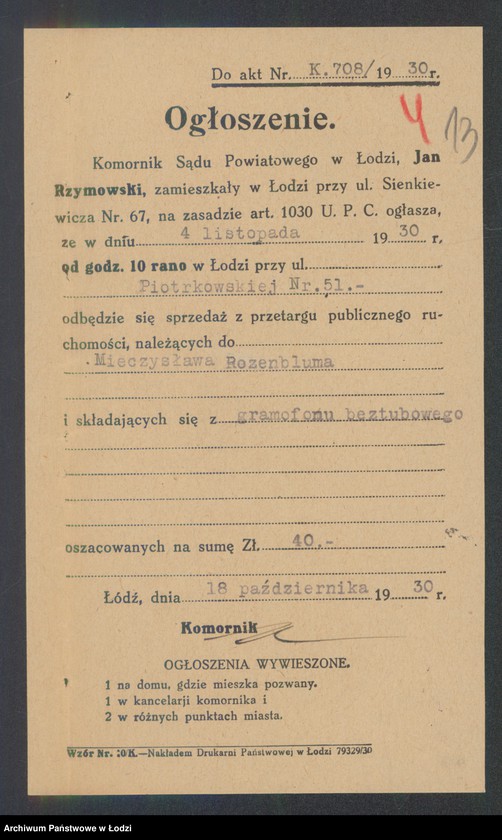 Do akt Nr. K.708/19 30 r.
4 13
Ogłoszenie.
Komornik Sądu Powiatowego w Łodzi, Jan
Rzymowski, zamieszkały w Łodzi przy ul. Sienkie-
wicza Nr. 67, na zasadzie art. 1030 U. P. C. ogłasza,
że w dniu 4 listopada 19 30 r,
od godz. 10 rano w Łodzi przy ul.
Piotrkowskiej Nr.51.-
odbędzie się sprzedaż z przetargu publicznego ru-
chomości, należących do
Mieczysława Rozenbluma
i składających się z gramofonu beztubowego
oszacowanych na sumę Zł. 40.-
Łódź, dnia 18 października 19 30 r,
Komornik
OGŁOSZENIA WYWIESZONE.
1 na domu, gdzie mieszka pozwany.
1 w kancelarji komornika i
2 w różnych punktach miasta.
Wzór Nr. 10/K.—Nakładem Drukarni Państwowej w Łodzi 79329/30
Archiwum Państwowe w Łodzi